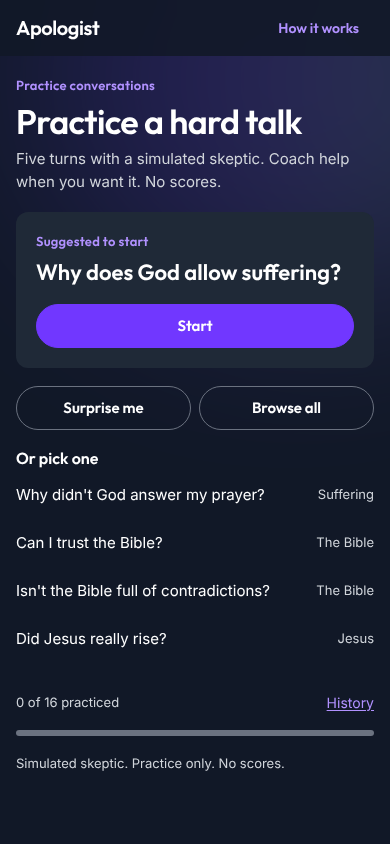 Apologist
How it works
Practice conversations
Practice a hard talk
Five turns with a simulated skeptic. Coach help
when you want it. No scores.
Suggested to start
Why does God allow suffering?
Start
Surprise me
Browse all
Or pick one
Why didn't God answer my prayer?
Suffering
Can I trust the Bible?
The Bible
Isn't the Bible full of contradictions?
The Bible
Did Jesus really rise?
Jesus
0 of 16 practiced
History
Simulated skeptic. Practice only. No scores.